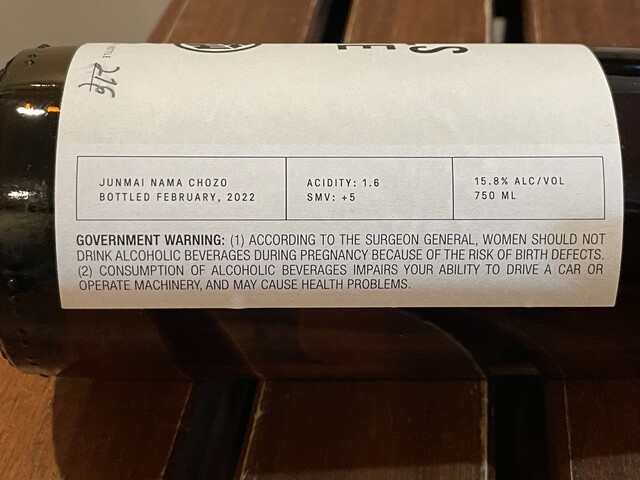 JUNMAI NAMA CHOZO
BOTTLED FEBRUARY, 2022
ACIDITY: 1.6
SMV: +5
15.8% ALC/VOL
750 ML
GOVERNMENT WARNING: (1) ACCORDING TO THE SURGEON GENERAL, WOMEN SHOULD NOT
DRINK ALCOHOLIC BEVERAGES DURING PREGNANCY BECAUSE OF THE RISK OF BIRTH DEFECTS.
(2) CONSUMPTION OF ALCOHOLIC BEVERAGES IMPAIRS YOUR ABILITY TO DRIVE A CAR OR
OPERATE MACHINERY, AND MAY CAUSE HEALTH PROBLEMS.